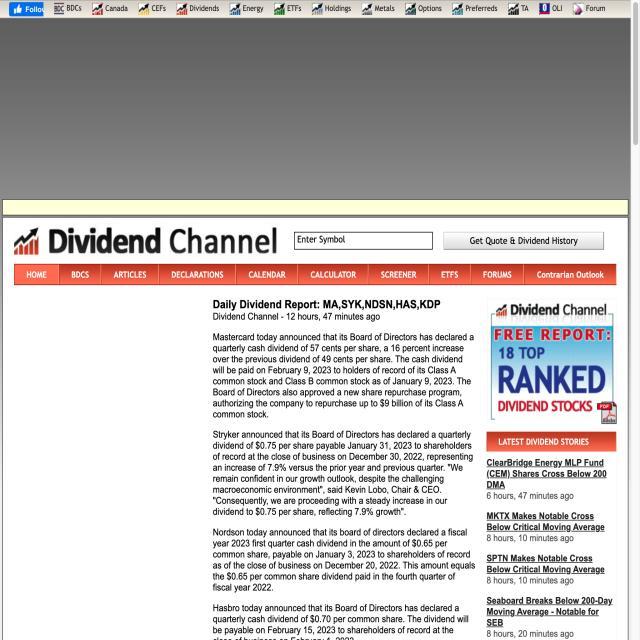 BDCs Canada CEFs Dividends Energy ETFs Holdings Metals Options Preferreds TA OLI Forum
Dividend Channel
Enter Symbol
Get Quote & Dividend History
HOME BDCS ARTICLES DECLARATIONS CALENDAR CALCULATOR SCREENER ETFS FORUMS Contrarian Outlook
Daily Dividend Report: MA,SYK,NDSN,HAS,KDP
Dividend Channel - 12 hours, 47 minutes ago
Mastercard today announced that its Board of Directors has declared a
quarterly cash dividend of 57 cents per share, a 16 percent increase
over the previous dividend of 49 cents per share. The cash dividend
will be paid on February 9, 2023 to holders of record of its Class A
common stock and Class B common stock as of January 9, 2023. The
Board of Directors also approved a new share repurchase program,
authorizing the company to repurchase up to $9 billion of its Class A
common stock.
Stryker announced that its Board of Directors has declared a quarterly
dividend of $0.75 per share payable January 31, 2023 to shareholders
of record at the close of business on December 30, 2022, representing
an increase of 7.9% versus the prior year and previous quarter. "We
remain confident in our growth outlook, despite the challenging
macroeconomic environment", said Kevin Lobo, Chair & CEO.
"Consequently, we are proceeding with a steady increase in our
dividend to $0.75 per share, reflecting 7.9% growth".
Nordson today announced that its board of directors declared a fiscal
year 2023 first quarter cash dividend in the amount of $0.65 per
common share, payable on January 3, 2023 to shareholders of record
as of the close of business on December 20, 2022. This amount equals
the $0.65 per common share dividend paid in the fourth quarter of
fiscal year 2022.
Hasbro today announced that its Board of Directors has declared a
quarterly cash dividend of $0.70 per common share. The dividend will
be payable on February 15, 2023 to shareholders of record at the
Dividend Channel
FREE REPORT:
18 TOP
RANKED
DIVIDEND STOCKS
LATEST DIVIDEND STORIES
ClearBridge Energy MLP Fund
(CEM) Shares Cross Below 200
DMA
6 hours, 47 minutes ago
MKTX Makes Notable Cross
Below Critical Moving Average
8 hours, 10 minutes ago
SPTN Makes Notable Cross
Below Critical Moving Average
8 hours, 10 minutes ago
Seaboard Breaks Below 200-Day
Moving Average - Notable for
SEB
8 hours, 20 minutes ago